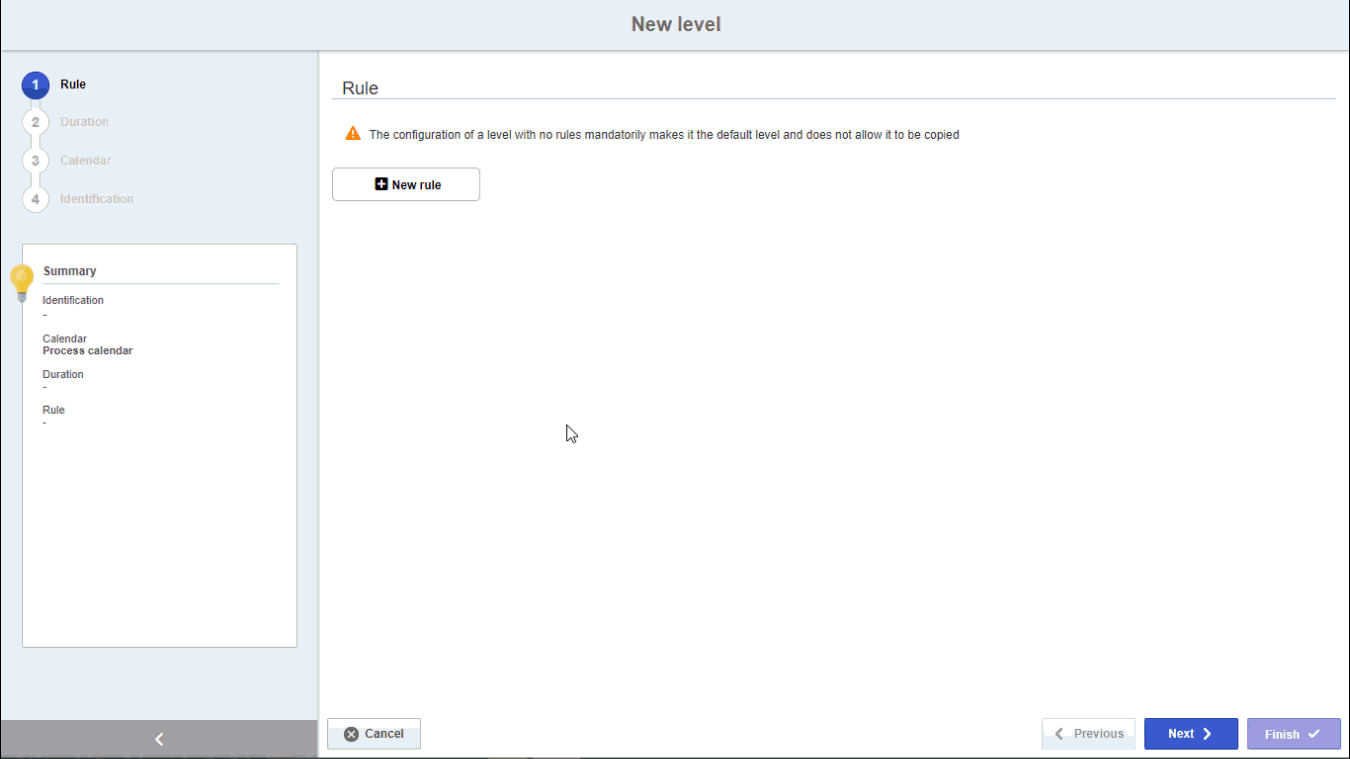 New level
1 Rule
2 Duration
3 Calendar
4 Identification
Summary
Identification
-
Calendar
Process calendar
Duration
-
Rule
-
Rule
The configuration of a level with no rules mandatorily makes it the default level and does not allow it to be copied
New rule
Cancel
Previous
Next
Finish